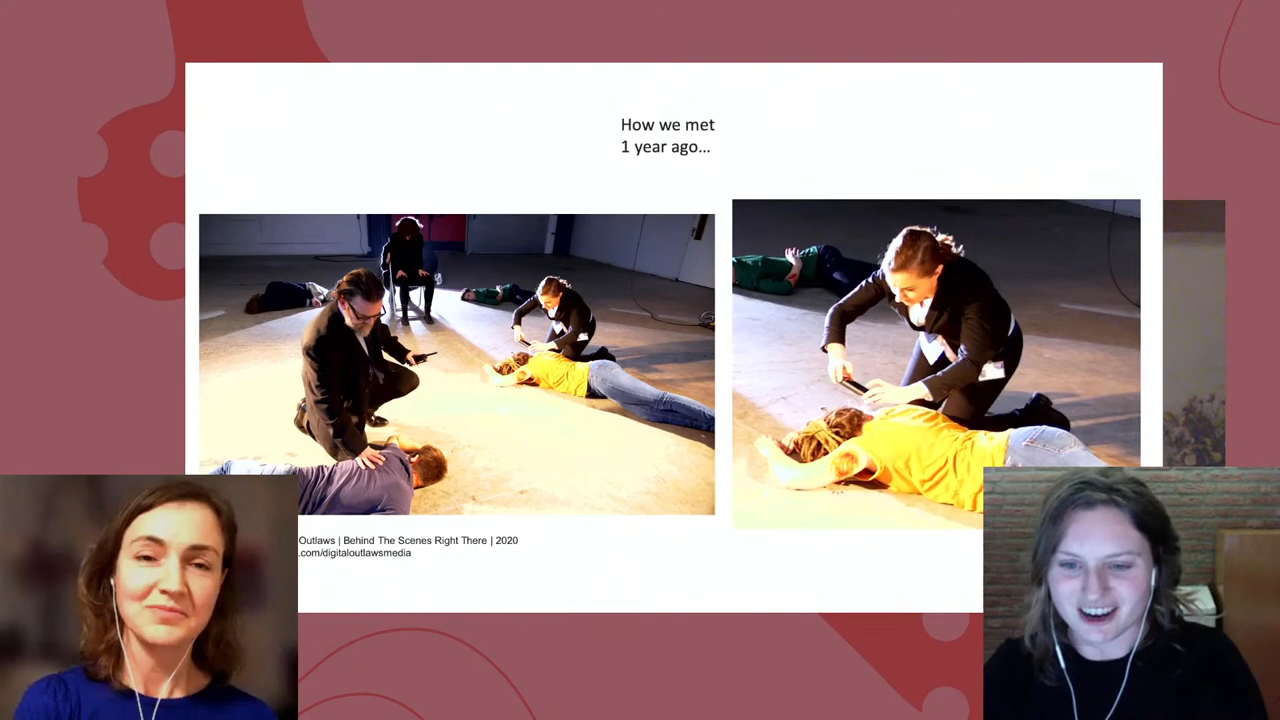 How we met
1 year ago...
Outlaws | Behind The Scenes Right There | 2020
.com/digitaloutlawsmedia